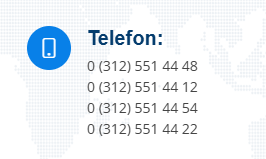 Telefon:
0 (312) 551 44 48
0 (312) 551 44 12
0 (312) 551 44 54
0 (312) 551 44 22